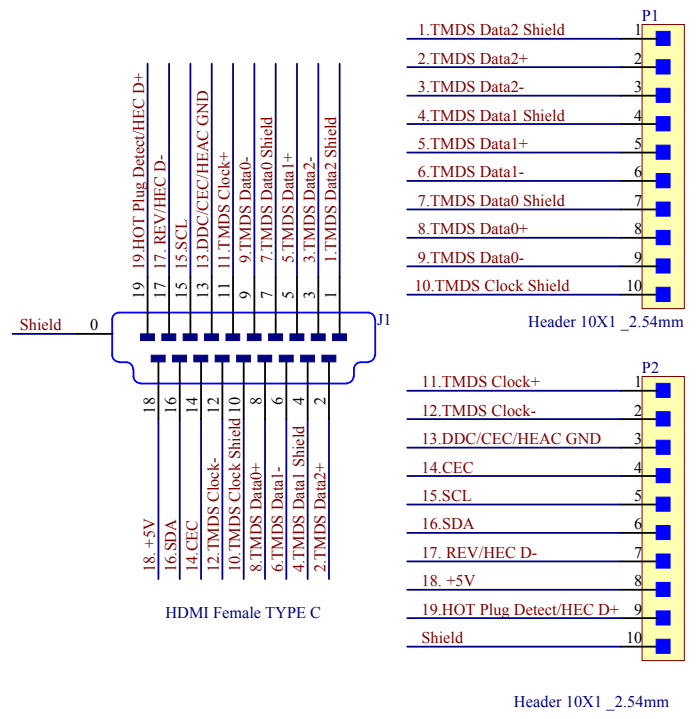 P1
1.TMDS Data2 Shield 1
2.TMDS Data2+ 2
3.TMDS Data2- 3
4.TMDS Data1 Shield 4
5.TMDS Data1+ 5
6.TMDS Data1- 6
7.TMDS Data0 Shield 7
8.TMDS Data0+ 8
9.TMDS Data0- 9
10.TMDS Clock Shield 10
Header 10X1 _2.54mm
19.HOT Plug Detect/HEC D+ 19
17. REV/HEC D- 17
15.SCL 15
13.DDC/CEC/HEAC GND 13
11.TMDS Clock+ 11
9.TMDS Data0- 9
7.TMDS Data0 Shield 7
5.TMDS Data1+ 5
3.TMDS Data2- 3
1.TMDS Data2 Shield 1
Shield 0
J1
18. +5V 18
16.SDA 16
14.CEC 14
12.TMDS Clock- 12
10.TMDS Clock Shield 10
8.TMDS Data0+ 8
6.TMDS Data1- 6
4.TMDS Data1 Shield 4
2.TMDS Data2+ 2
HDMI Female TYPE C
P2
11.TMDS Clock+ 1
12.TMDS Clock- 2
13.DDC/CEC/HEAC GND 3
14.CEC 4
15.SCL 5
16.SDA 6
17. REV/HEC D- 7
18. +5V 8
19.HOT Plug Detect/HEC D+ 9
Shield 10
Header 10X1 _2.54mm